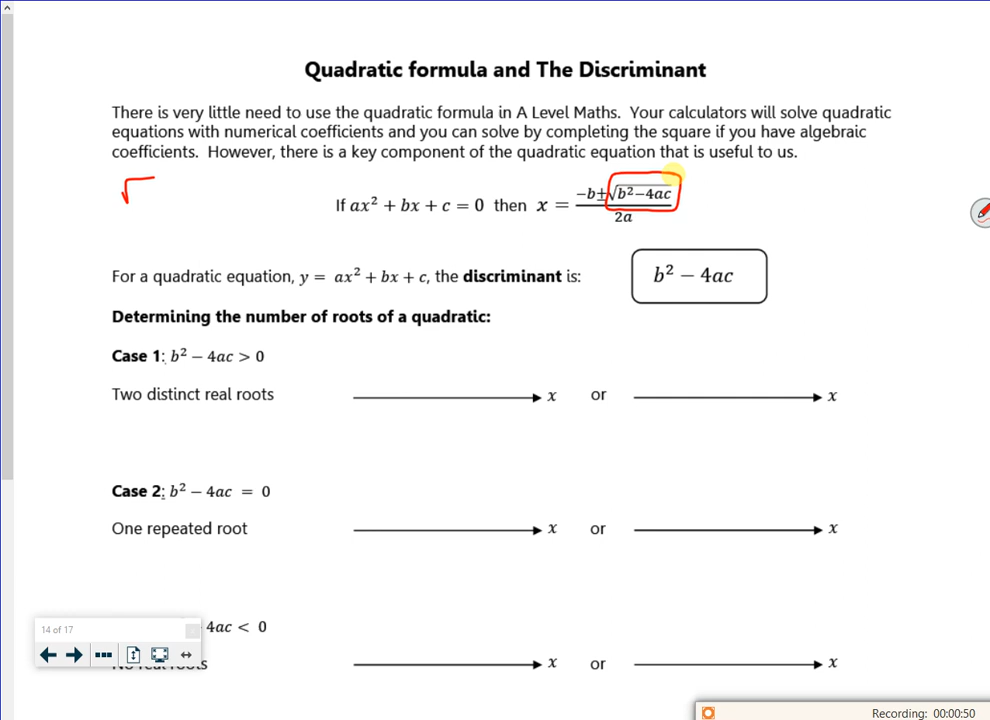 Quadratic formula and The Discriminant
There is very little need to use the quadratic formula in A Level Maths. Your calculators will solve quadratic
equations with numerical coefficients and you can solve by completing the square if you have algebraic
coefficients. However, there is a key component of the quadratic equation that is useful to us.
√
If ax² + bx + c = 0 then x = (−b±√b²−4ac)/2a
For a quadratic equation, y = ax² + bx + c, the discriminant is: b² − 4ac
Determining the number of roots of a quadratic:
Case 1: b² − 4ac > 0
Two distinct real roots x or x
Case 2: b² − 4ac = 0
One repeated root x or x
14 of 17
4ac < 0
x or x
Recording: 00:00:50